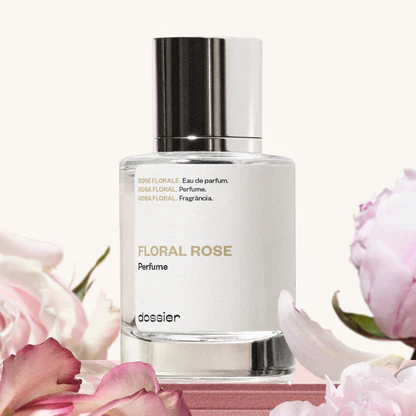 ROSE FLORALE. Eau de parfum.
ROSA FLORAL. Perfume.
ROSA FLORAL. Fragrância.
FLORAL ROSE
Perfume
dossier